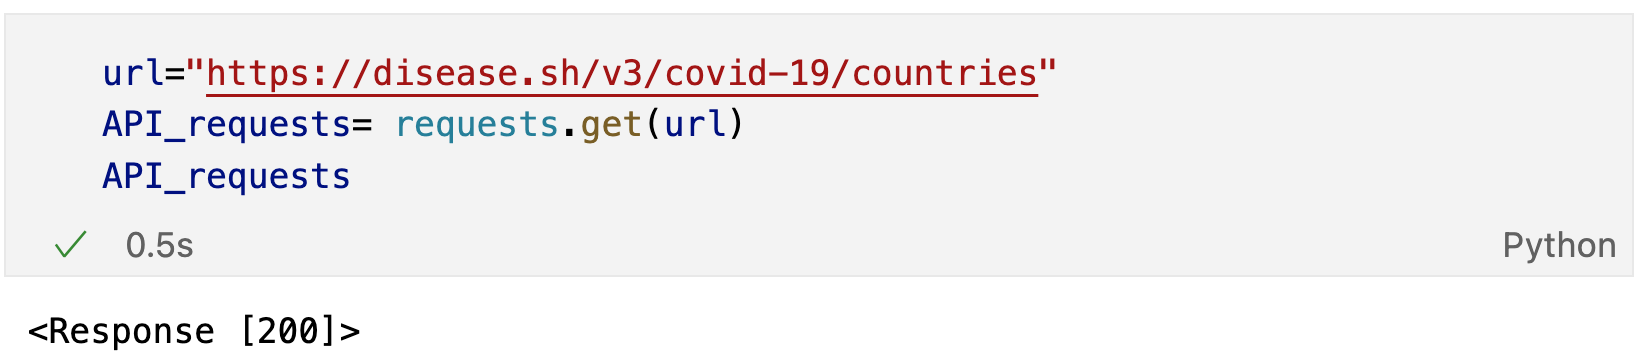 url="https://disease.sh/v3/covid-19/countries"
API_requests= requests.get(url)
API_requests
0.5s
Python
<Response [200]>